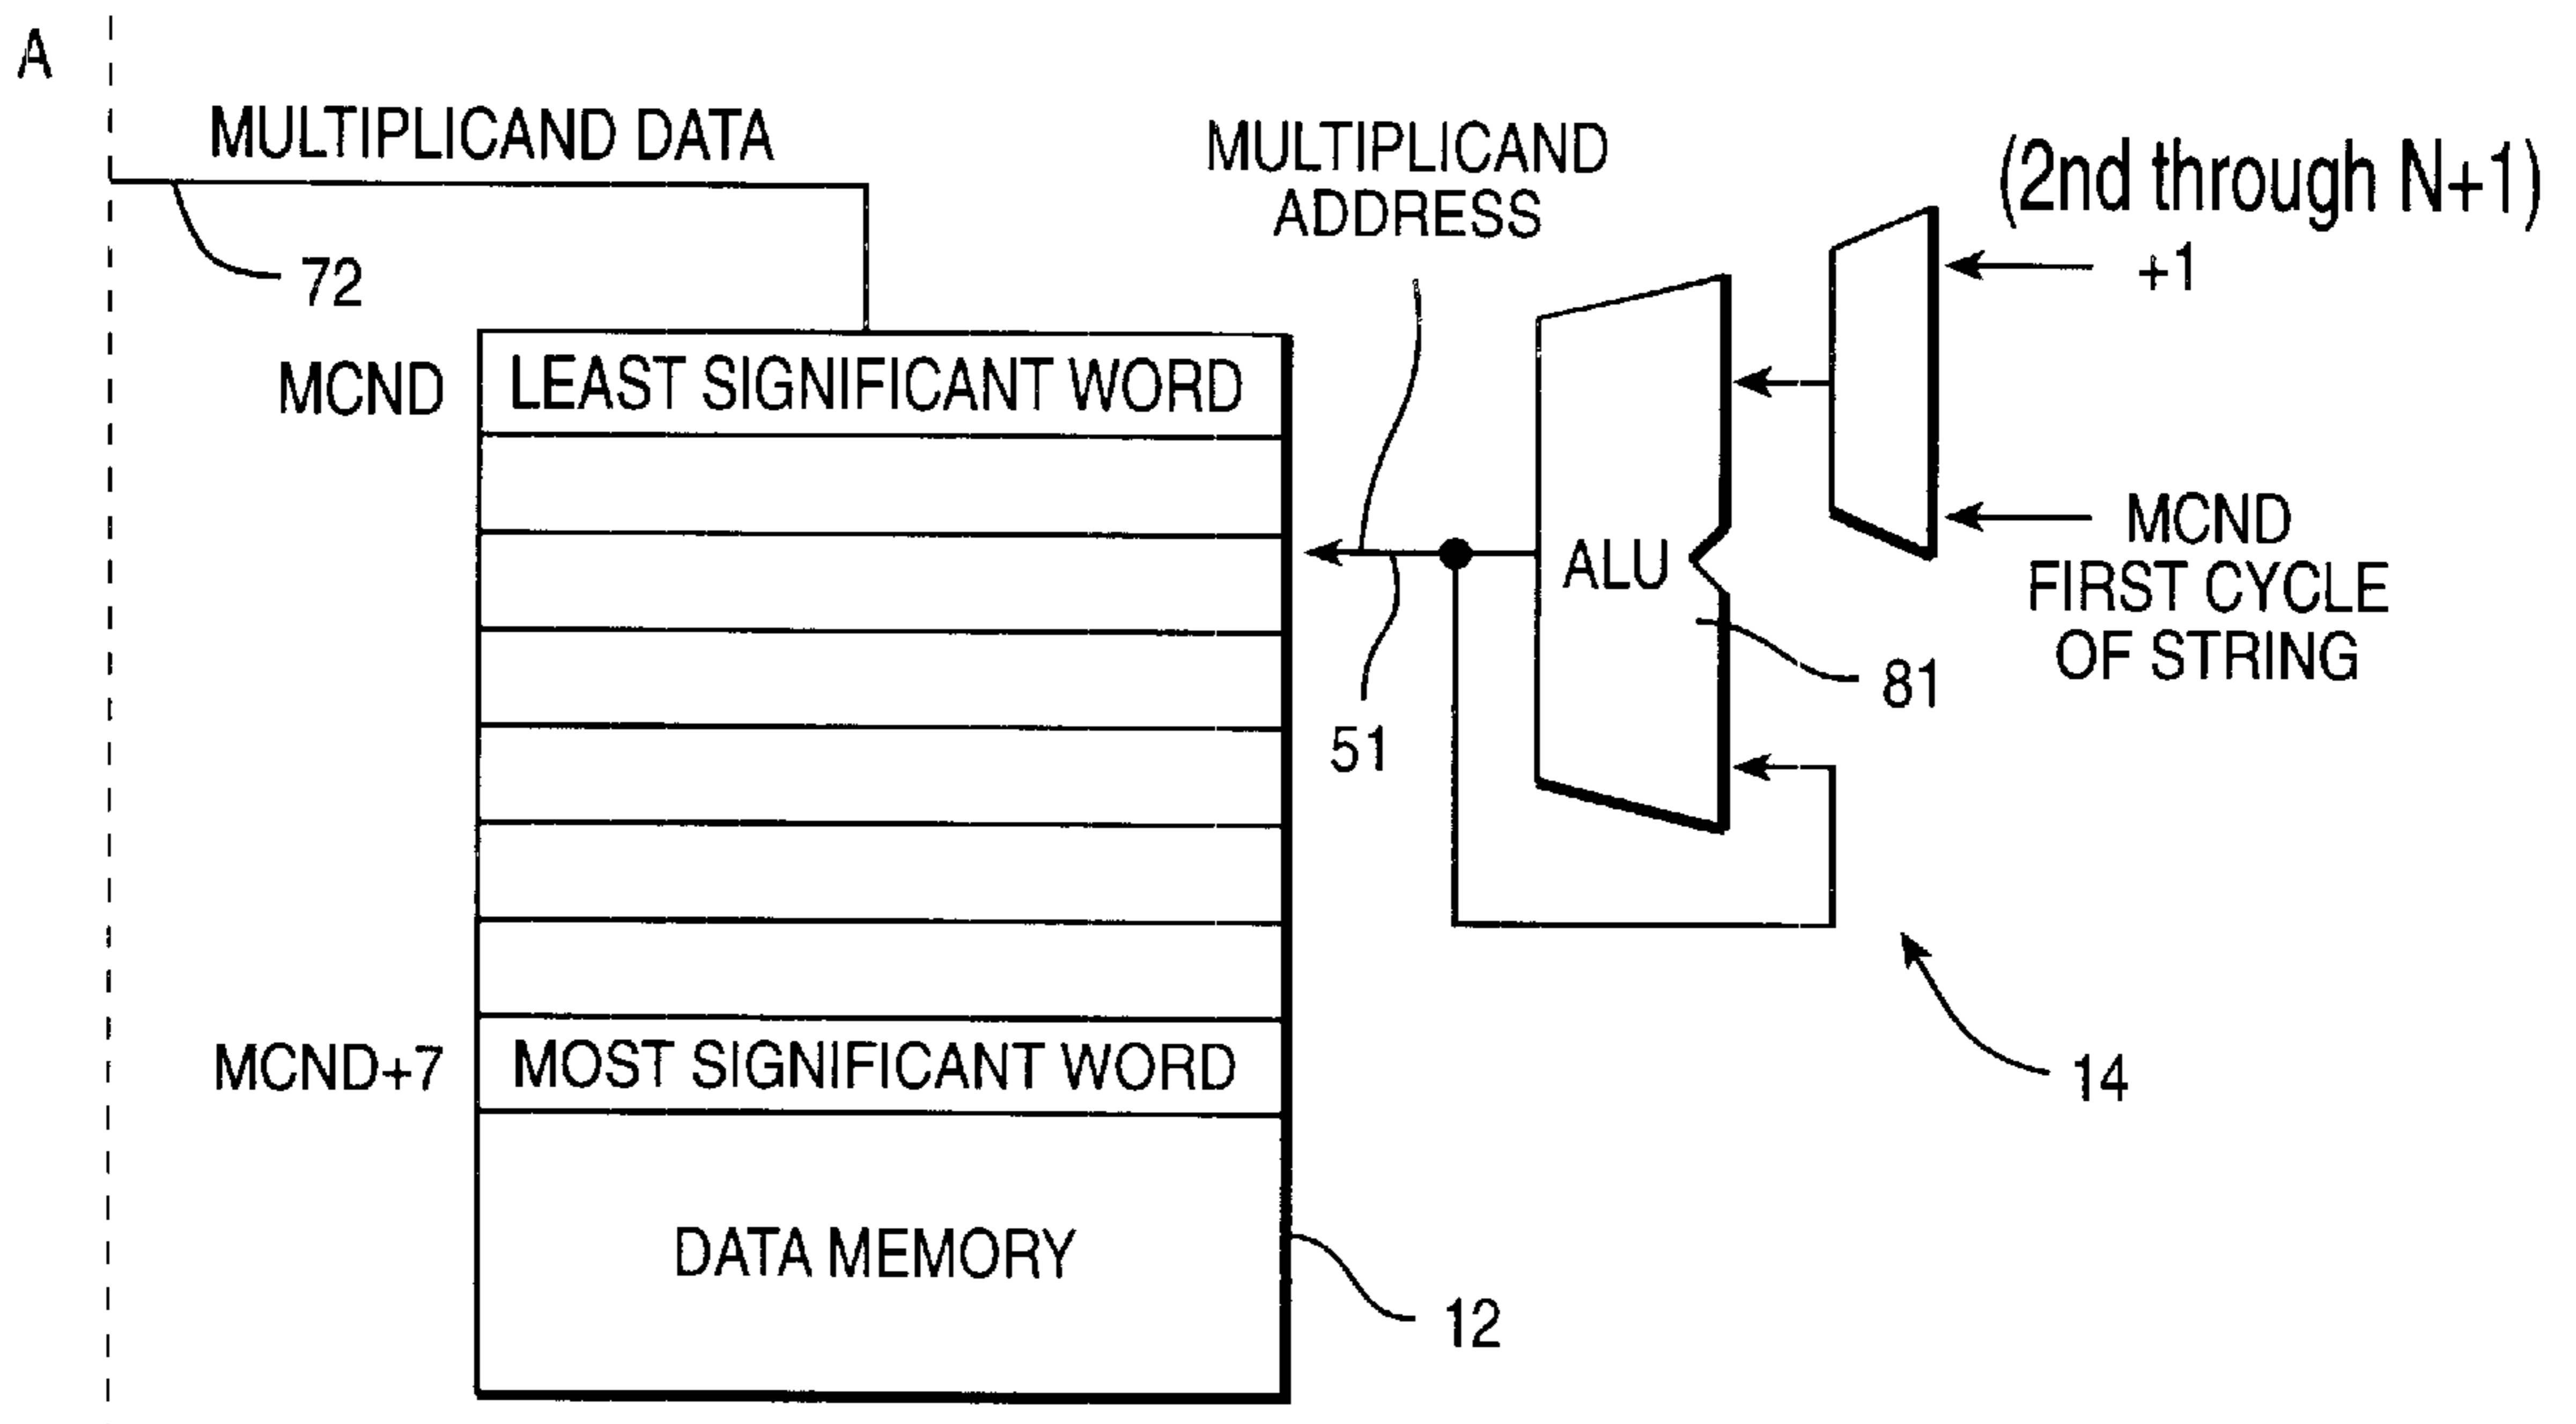 A
MULTIPLICAND DATA
72
MULTIPLICAND
ADDRESS
(2nd through N+1)
+1
MCND
LEAST SIGNIFICANT WORD
ALU
MCND
FIRST CYCLE
OF STRING
81
51
MCND+7
MOST SIGNIFICANT WORD
14
DATA MEMORY
12